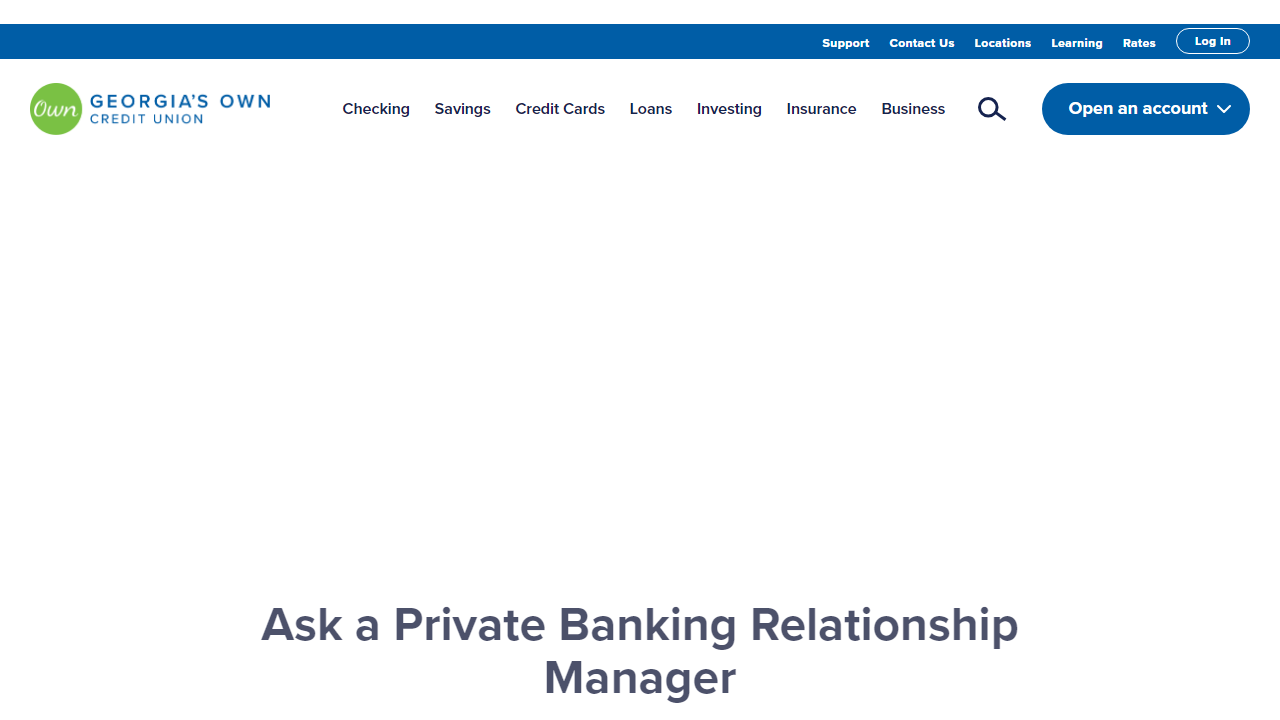 Support Contact Us Locations Learning Rates Log In
Own GEORGIA'S OWN
CREDIT UNION
Checking Savings Credit Cards Loans Investing Insurance Business Open an account
Ask a Private Banking Relationship
Manager